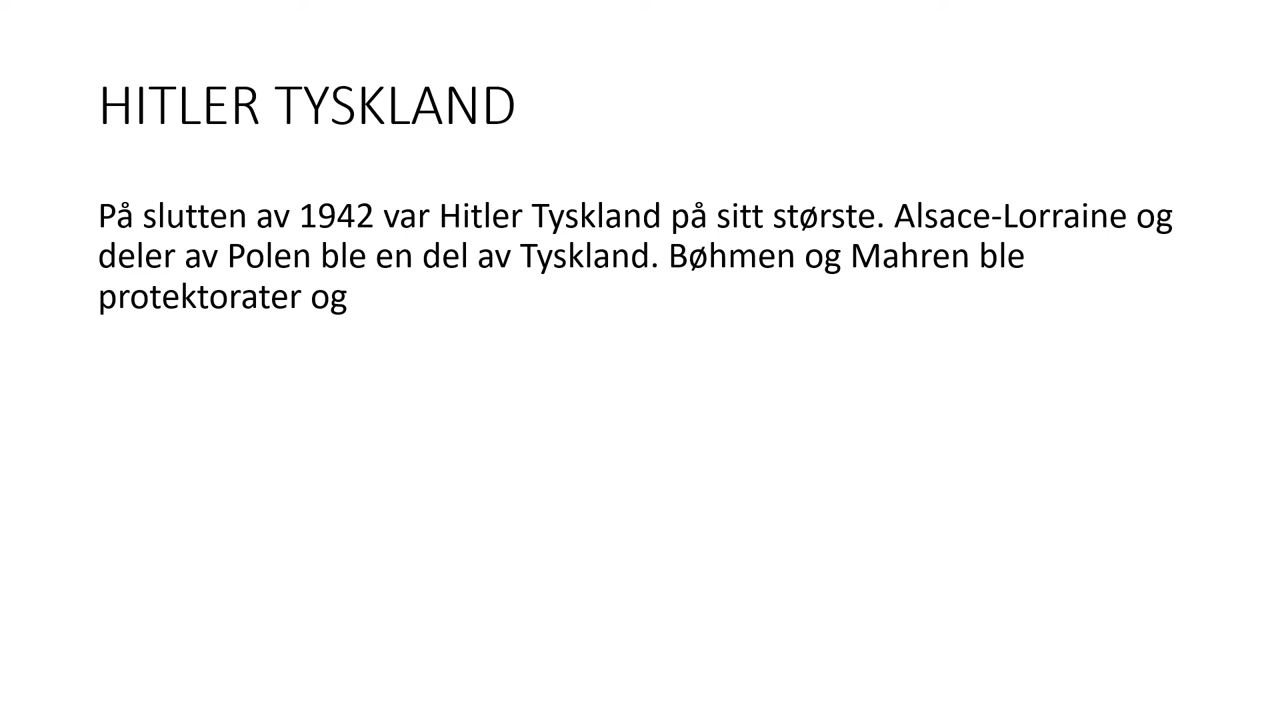 HITLER TYSKLAND
På slutten av 1942 var Hitler Tyskland på sitt største. Alsace-Lorraine og
deler av Polen ble en del av Tyskland. Bøhmen og Mahren ble
protektorater og